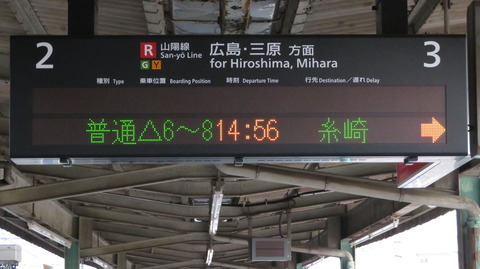 2
R 山陽線 広島・三原 方面
G Y San-yō Line for Hiroshima, Mihara
3
種別 Type 乗車位置 Boarding Position 時刻 Departure Time 行先 Destination／遅れ Delay
普通 △6～8 14:56 糸崎 →